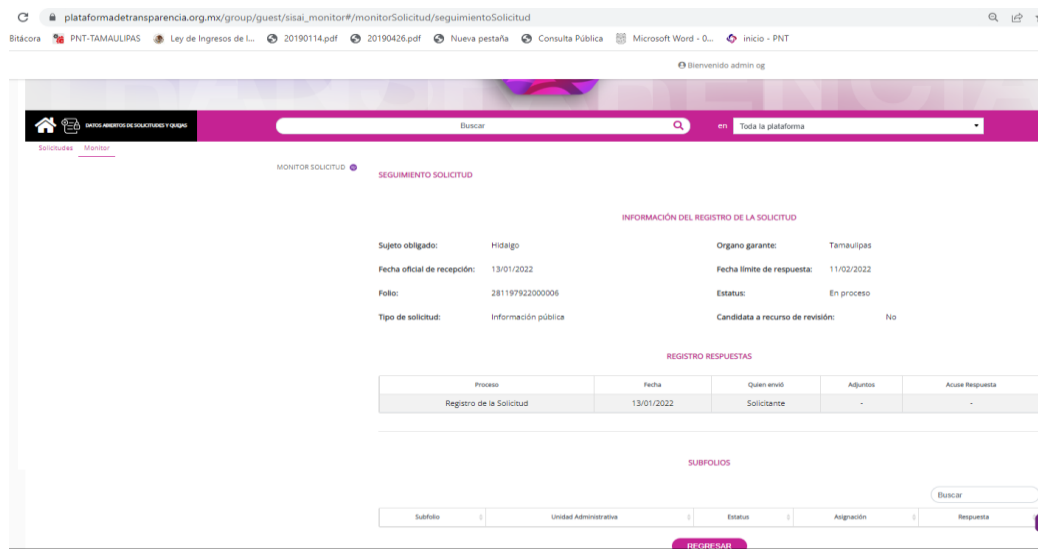 plataformadetransparencia.org.mx/group/guest/sisai_monitor#/monitorSolicitud/seguimientoSolicitud
Bitácora PNT-TAMAULIPAS Ley de Ingresos de l... 20190114.pdf 20190426.pdf Nueva pestaña Consulta Pública Microsoft Word - 0... inicio - PNT
Bienvenido admin og
DATOS ABIERTOS DE SOLICITUDES Y QUEJAS Buscar en Toda la plataforma
Solicitudes Monitor
MONITOR SOLICITUD
SEGUIMIENTO SOLICITUD
INFORMACIÓN DEL REGISTRO DE LA SOLICITUD
Sujeto obligado: Hidalgo Organo garante: Tamaulipas
Fecha oficial de recepción: 13/01/2022 Fecha límite de respuesta: 11/02/2022
Folio: 281197922000006 Estatus: En proceso
Tipo de solicitud: Información pública Candidata a recurso de revisión: No
REGISTRO RESPUESTAS
Proceso Fecha Quien envió Adjuntos Acuse Respuesta
Registro de la Solicitud 13/01/2022 Solicitante - -
SUBFOLIOS
Buscar
Subfolio Unidad Administrativa Estatus Asignación Respuesta
REGRESAR